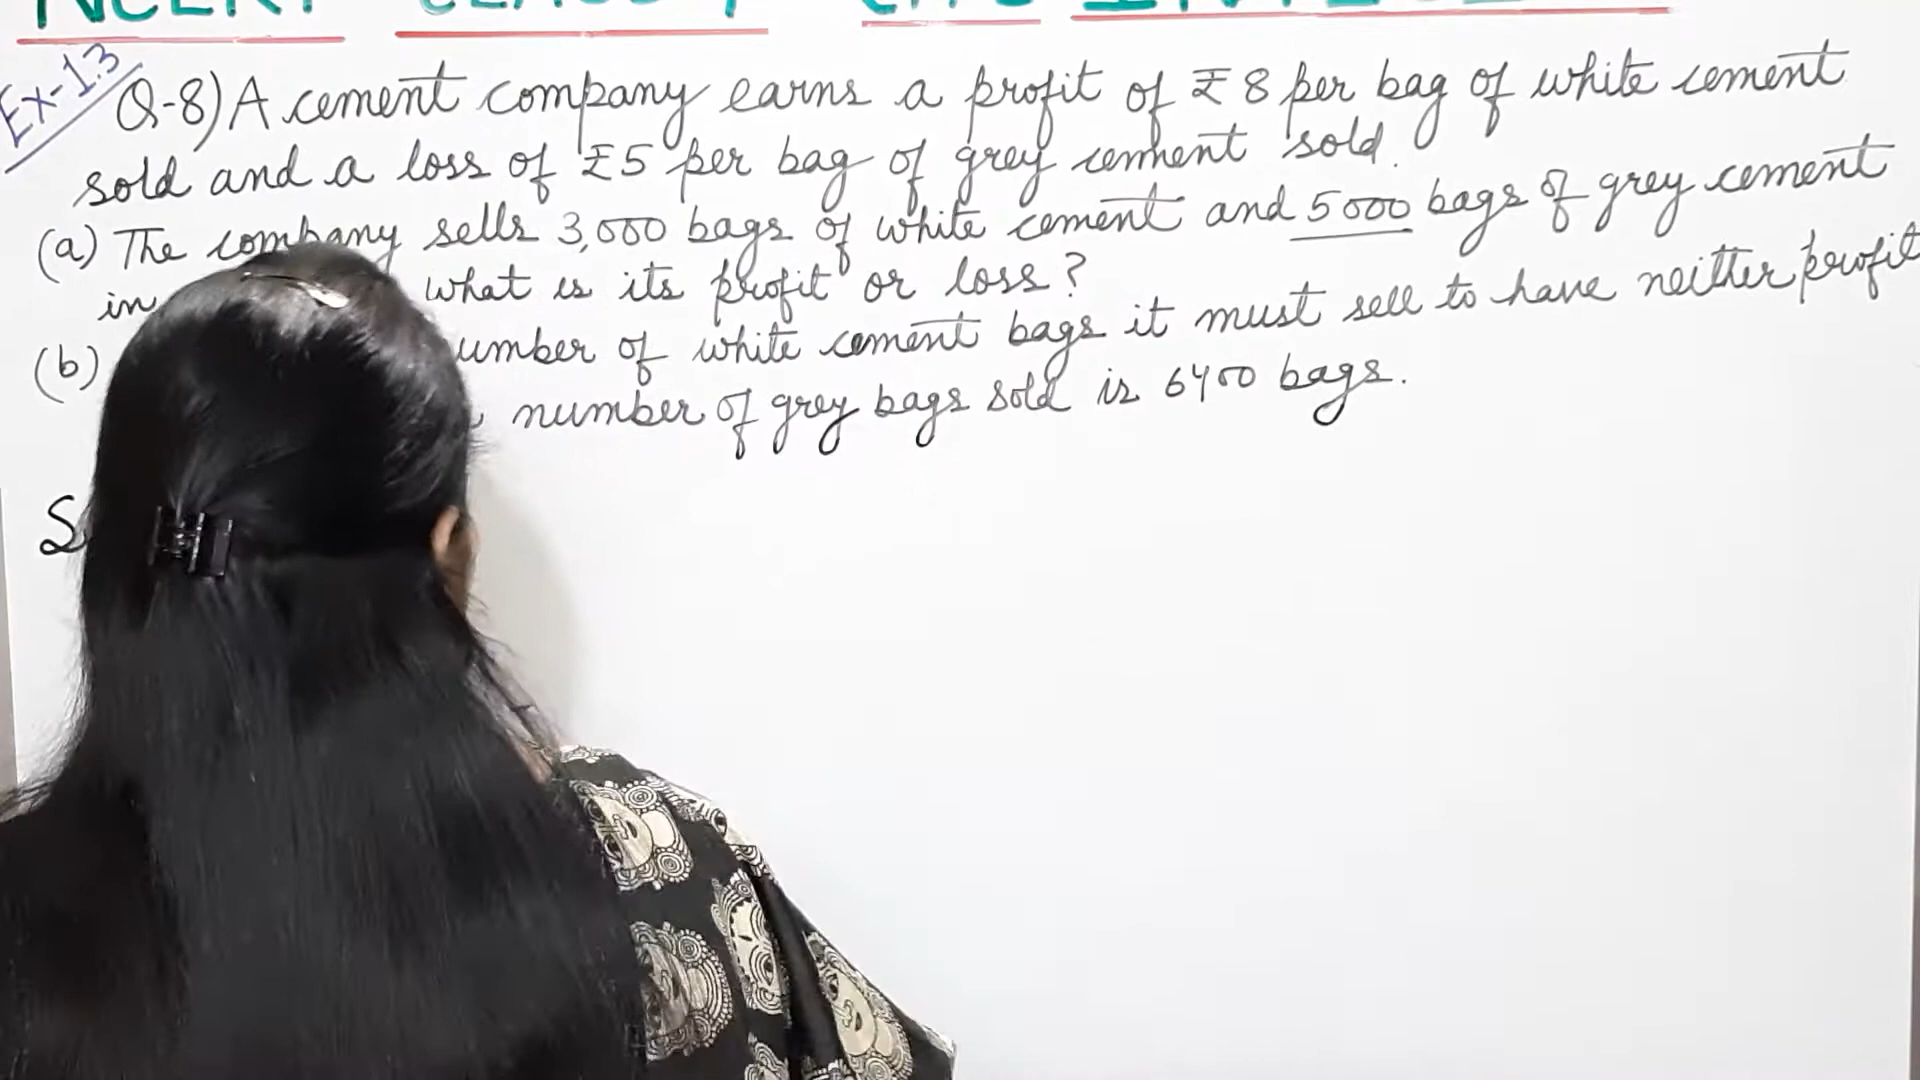 NCERT CLASS 7
Ex-1.3
Q-8) A cement company earns a profit of ₹ 8 per bag of white cement
sold and a loss of ₹5 per bag of grey cement sold.
(a) The company sells 3,000 bags of white cement and 5000 bags of grey cement
in what is its profit or loss?
(b) umber of white cement bags it must sell to have neither profit
number of grey bags sold is 6400 bags.
S